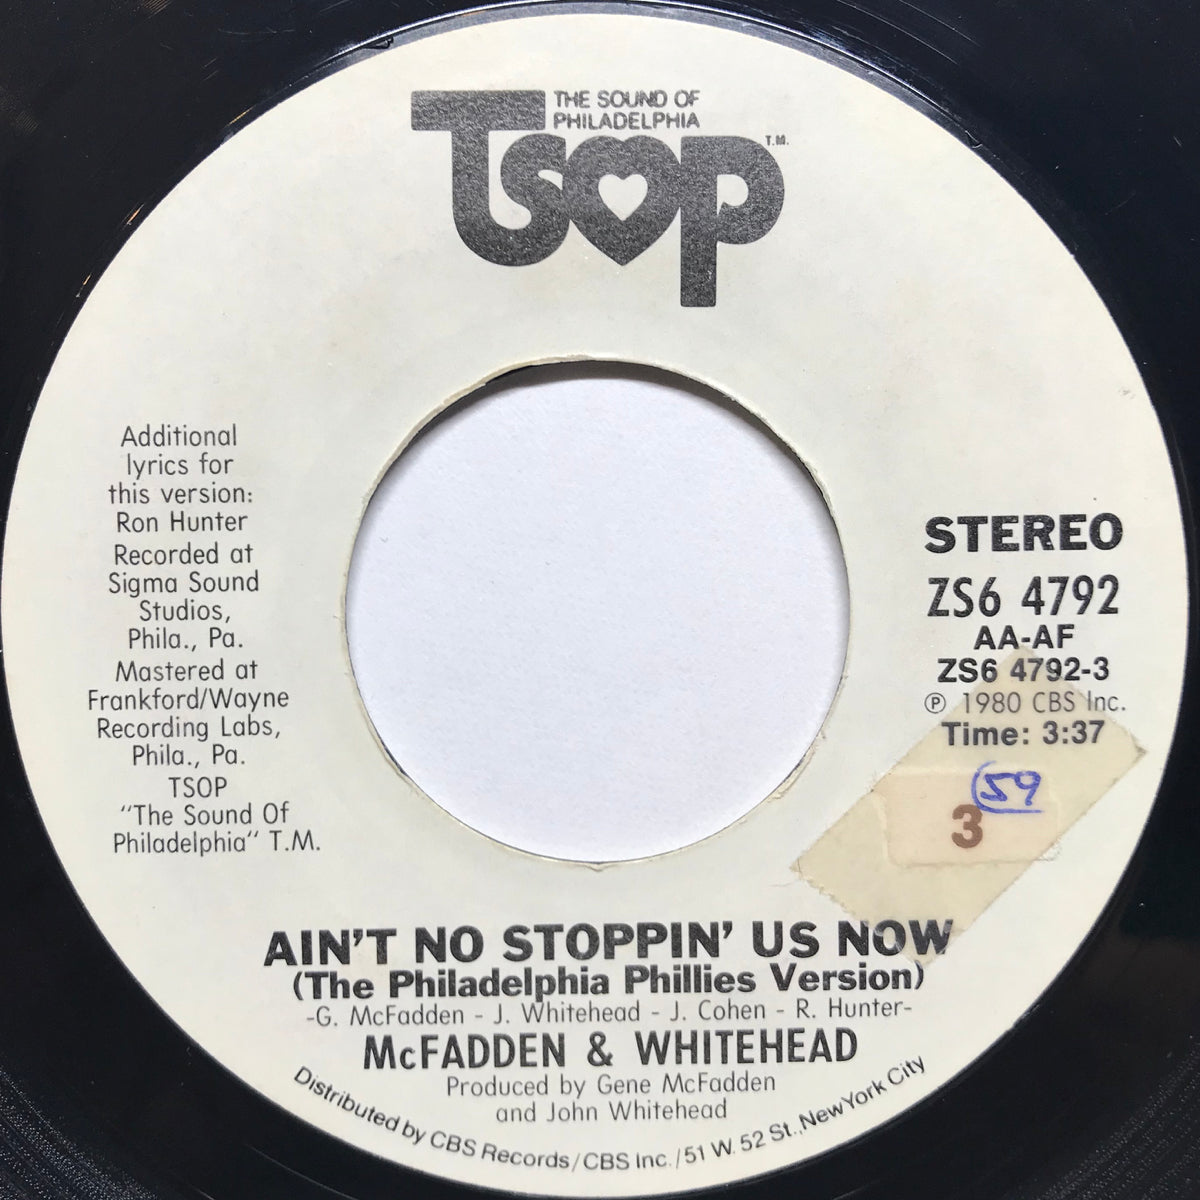 THE SOUND OF
PHILADELPHIA
TSOP T.M.
Additional
lyrics for
this version:
Ron Hunter
Recorded at
Sigma Sound
Studios,
Phila., Pa.
Mastered at
Frankford/Wayne
Recording Labs,
Phila., Pa.
TSOP
"The Sound Of
Philadelphia" T.M.
STEREO
ZS6 4792
AA-AF
ZS6 4792-3
℗ 1980 CBS Inc.
Time: 3:37
59
3
AIN'T NO STOPPIN' US NOW
(The Philadelphia Phillies Version)
-G. McFadden - J. Whitehead - J. Cohen - R. Hunter-
McFADDEN & WHITEHEAD
Produced by Gene McFadden
and John Whitehead
Distributed by CBS Records/CBS Inc./51 W. 52 St., New York City